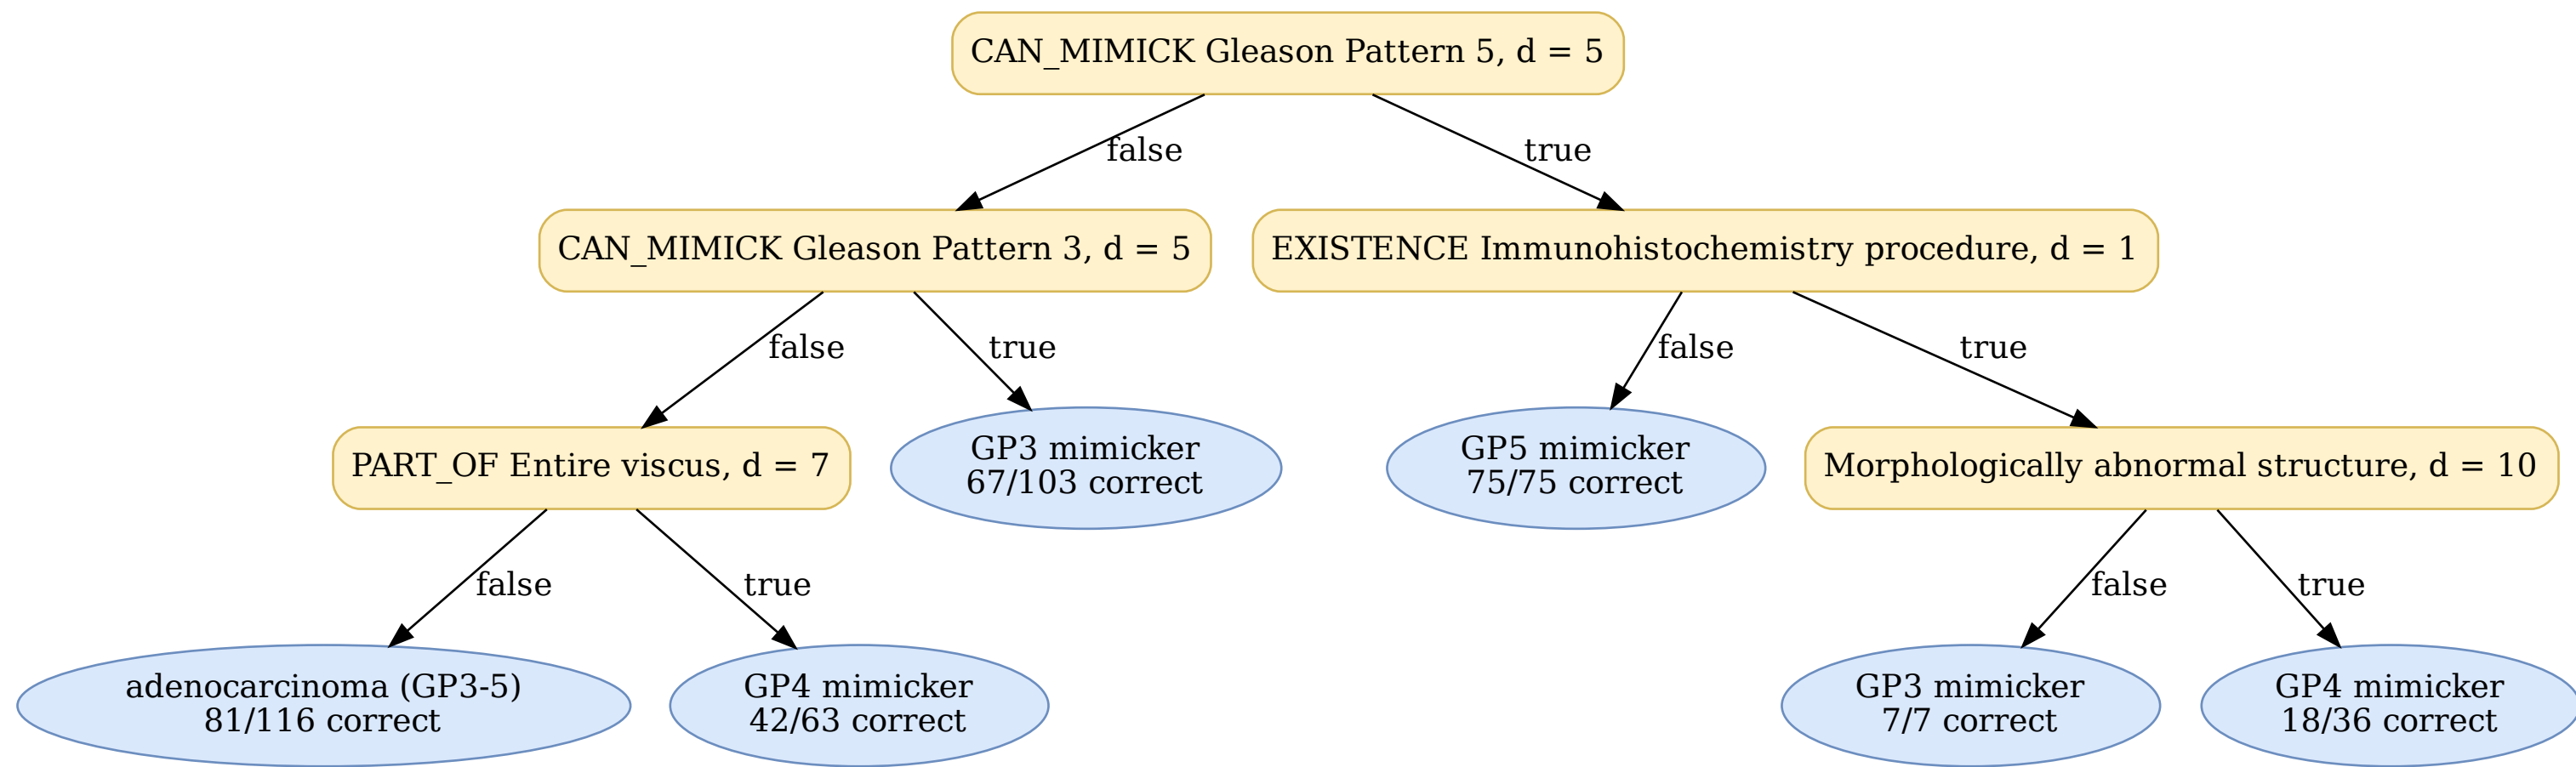 CAN_MIMICK Gleason Pattern 5, d = 5
false
true
CAN_MIMICK Gleason Pattern 3, d = 5
EXISTENCE Immunohistochemistry procedure, d = 1
false
true
false
true
PART_OF Entire viscus, d = 7
GP3 mimicker
67/103 correct
GP5 mimicker
75/75 correct
Morphologically abnormal structure, d = 10
false
true
false
true
adenocarcinoma (GP3-5)
81/116 correct
GP4 mimicker
42/63 correct
GP3 mimicker
7/7 correct
GP4 mimicker
18/36 correct